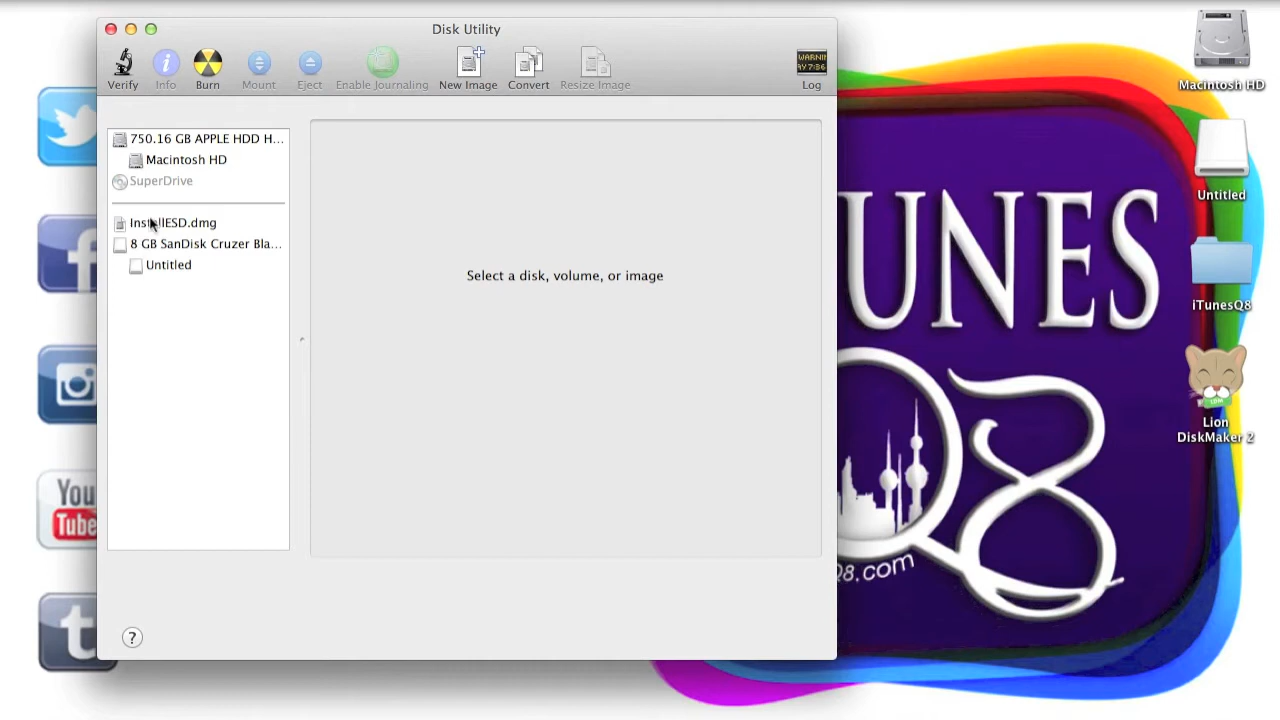 Disk Utility
Verify
Info
Burn
Mount
Eject
Enable Journaling
New Image
Convert
Resize Image
Log
750.16 GB APPLE HDD H...
Macintosh HD
SuperDrive
InstallESD.dmg
8 GB SanDisk Cruzer Bla...
Untitled
Select a disk, volume, or image
?
Macintosh HD
Untitled
iTunesQ8
Lion
DiskMaker 2
UNES
Q8
Q8.com
You
Tube